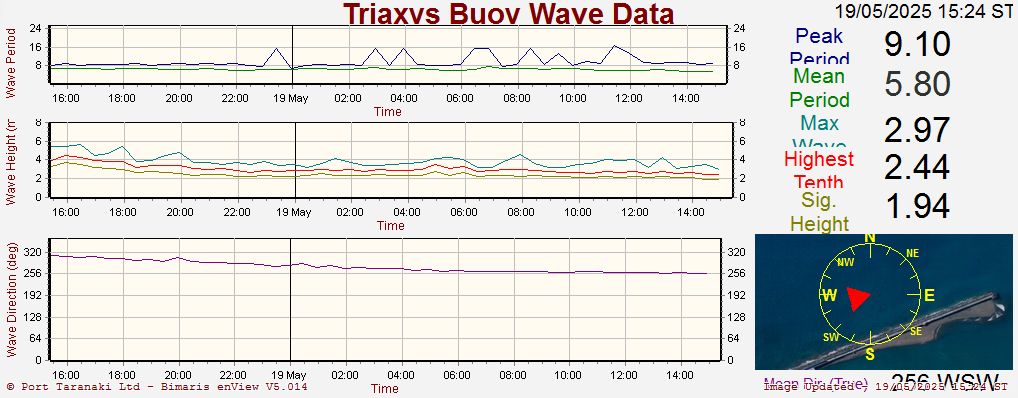 Triaxys Buoy Wave Data
19/05/2025 15:24 ST
Wave Period
24 24
16 16
8 8
16:00 18:00 20:00 22:00 19 May 02:00 04:00 06:00 08:00 10:00 12:00 14:00
Time
Peak Period 9.10
Mean Period 5.80
Max Wave 2.97
Highest Tenth 2.44
Sig. Height 1.94
Wave Height (m
8 8
6 6
4 4
2 2
0 0
16:00 18:00 20:00 22:00 19 May 02:00 04:00 06:00 08:00 10:00 12:00 14:00
Time
Wave Direction (deg)
320 320
256 256
192 192
128 128
64 64
0 0
16:00 18:00 20:00 22:00 19 May 02:00 04:00 06:00 08:00 10:00 12:00 14:00
Time
N
NW NE
W E
SW SE
S
© Port Taranaki Ltd - Bimaris enView V5.014
Mean Dir (True) 256 WSW
Image Updated - 19/05/2025 15:24 ST